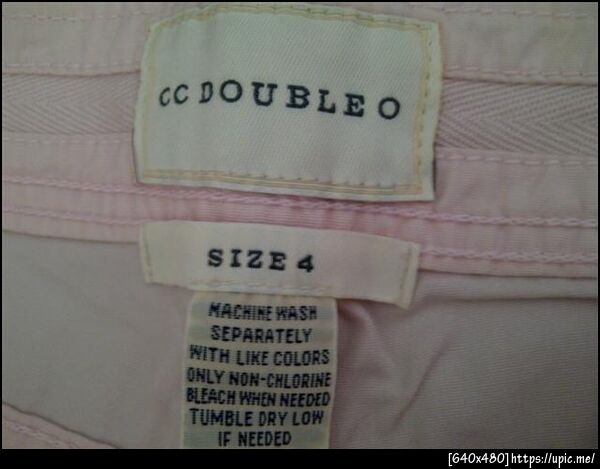 CC DOUBLE O
SIZE 4
MACHINE WASH
SEPARATELY
WITH LIKE COLORS
ONLY NON-CHLORINE
BLEACH WHEN NEEDED
TUMBLE DRY LOW
IF NEEDED
[640x480]https://upic.me/